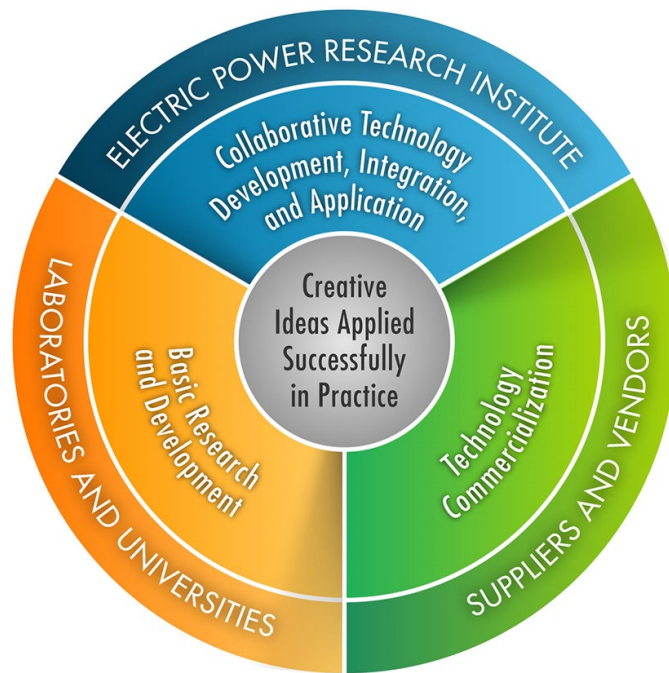 ELECTRIC POWER RESEARCH INSTITUTE
Collaborative Technology
Development, Integration,
and Application
Creative
Ideas Applied
Successfully
in Practice
LABORATORIES AND UNIVERSITIES
Basic Research
and Development
Technology
Commercialization
SUPPLIERS AND VENDORS